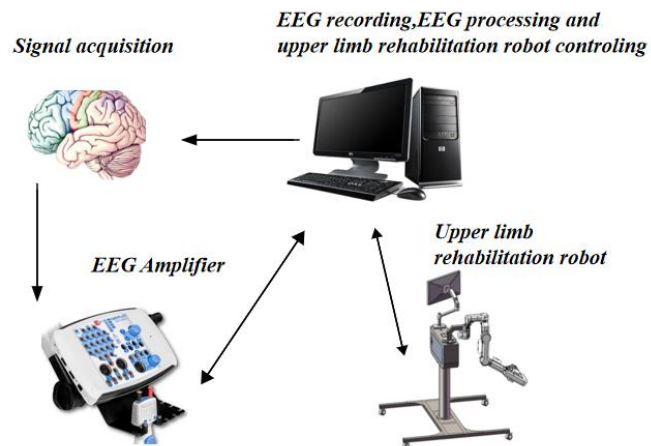 EEG recording,EEG processing and
upper limb rehabilitation robot controling
Signal acquisition
Upper limb
rehabilitation robot
EEG Amplifier